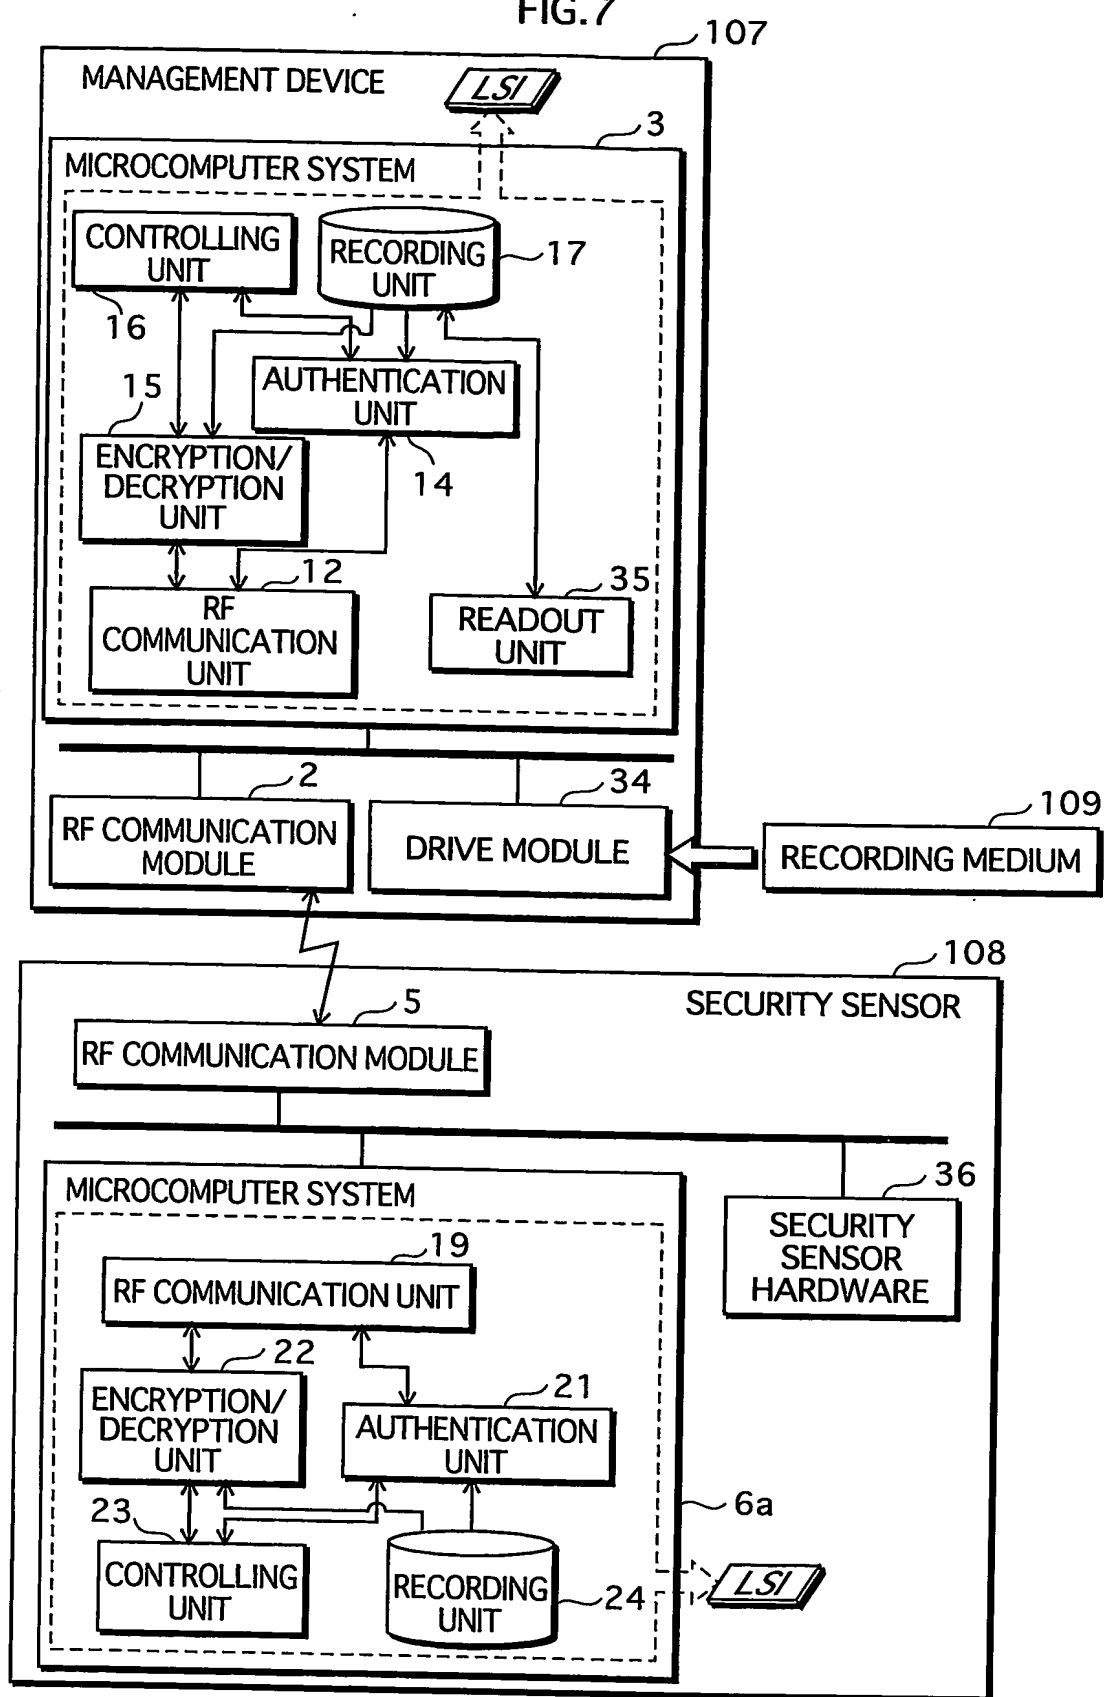 FIG.7
107
MANAGEMENT DEVICE
LSI
3
MICROCOMPUTER SYSTEM
CONTROLLING
UNIT
16
RECORDING
UNIT
17
15
AUTHENTICATION
UNIT
14
ENCRYPTION/
DECRYPTION
UNIT
12
RF
COMMUNICATION
UNIT
35
READOUT
UNIT
2
RF COMMUNICATION
MODULE
34
DRIVE MODULE
109
RECORDING MEDIUM
108
SECURITY SENSOR
5
RF COMMUNICATION MODULE
MICROCOMPUTER SYSTEM
36
SECURITY
SENSOR
HARDWARE
19
RF COMMUNICATION UNIT
22
ENCRYPTION/
DECRYPTION
UNIT
21
AUTHENTICATION
UNIT
6a
23
CONTROLLING
UNIT
RECORDING
UNIT
24
LSI